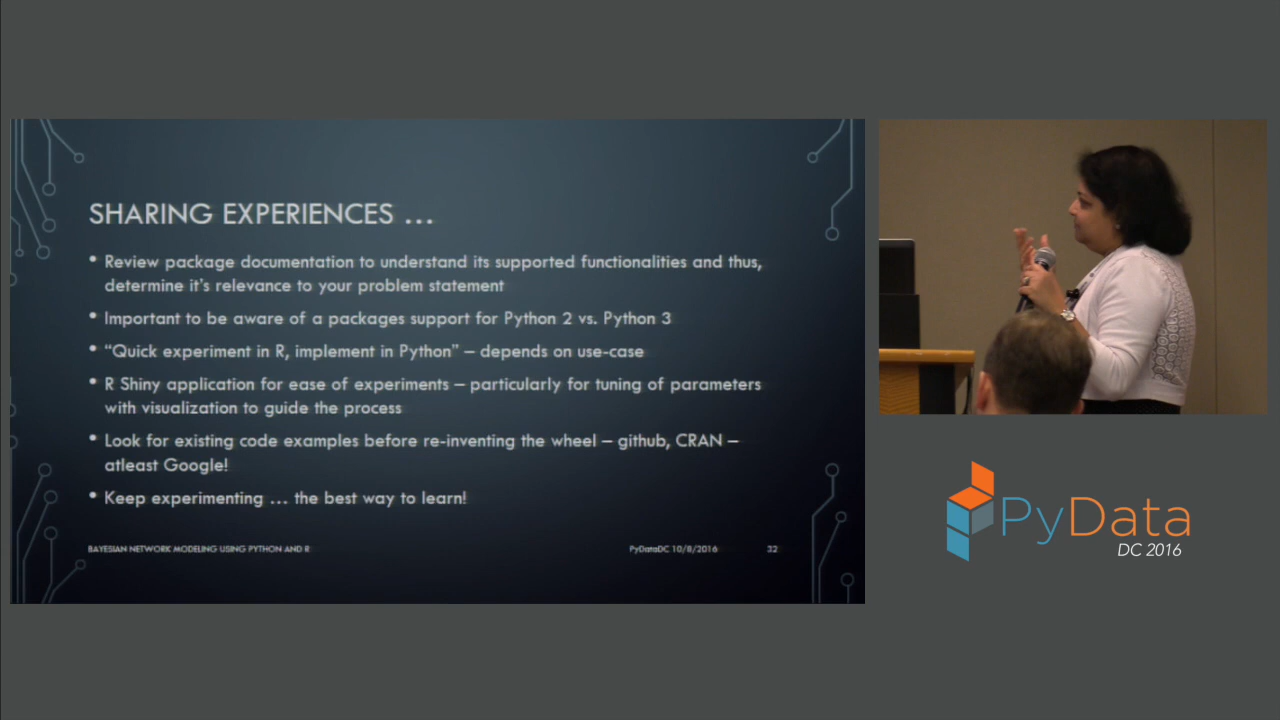 SHARING EXPERIENCES ...
• Review package documentation to understand its supported functionalities and thus,
determine it's relevance to your problem statement
• Important to be aware of a packages support for Python 2 vs. Python 3
• "Quick experiment in R, implement in Python" – depends on use-case
• R Shiny application for ease of experiments – particularly for tuning of parameters
with visualization to guide the process
• Look for existing code examples before re-inventing the wheel – github, CRAN –
atleast Google!
• Keep experimenting ... the best way to learn!
BAYESIAN NETWORK MODELING USING PYTHON AND R
PyDataDC 10/8/2016
32
PyData
DC 2016